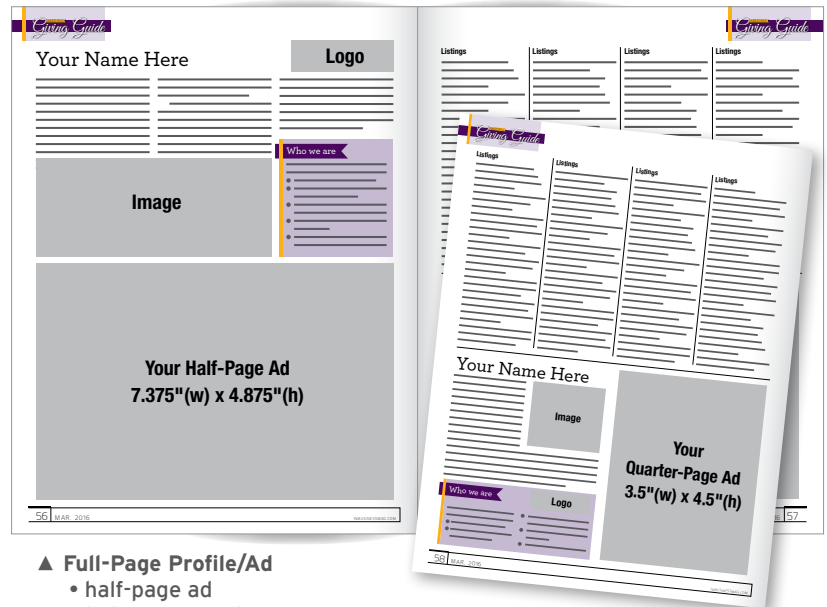 Giving Guide
Your Name Here
Logo
Who we are
Image
Your Half-Page Ad
7.375"(w) x 4.875"(h)
56 MAR. 2016
Giving Guide
Listings Listings Listings Listings
57
Giving Guide
Listings Listings Listings Listings
Your Name Here
Image
Your
Quarter-Page Ad
3.5"(w) x 4.5"(h)
Who we are
Logo
58 MAR. 2016
▲ Full-Page Profile/Ad
• half-page ad